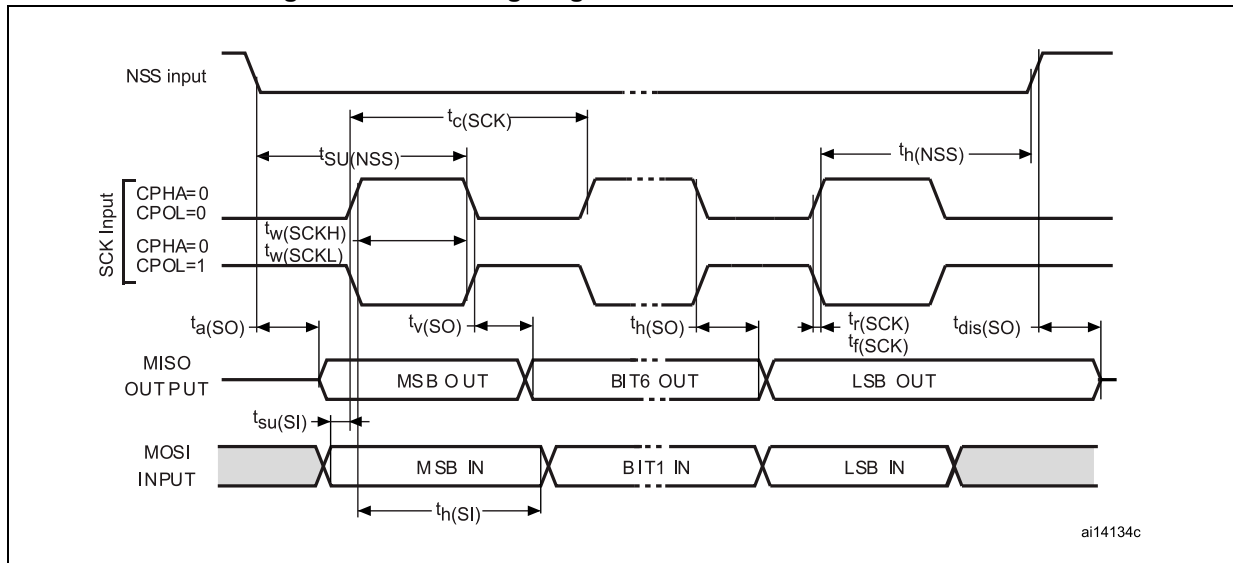 NSS input
tc(SCK)
tSU(NSS)
th(NSS)
SCK Input
CPHA=0
CPOL=0
tw(SCKH)
CPHA=0
tw(SCKL)
CPOL=1
ta(SO)
tv(SO)
th(SO)
tr(SCK)
tf(SCK)
tdis(SO)
MISO
OUTPUT
MSB OUT
BIT6 OUT
LSB OUT
tsu(SI)
MOSI
INPUT
MSB IN
BIT1 IN
LSB IN
th(SI)
ai14134c